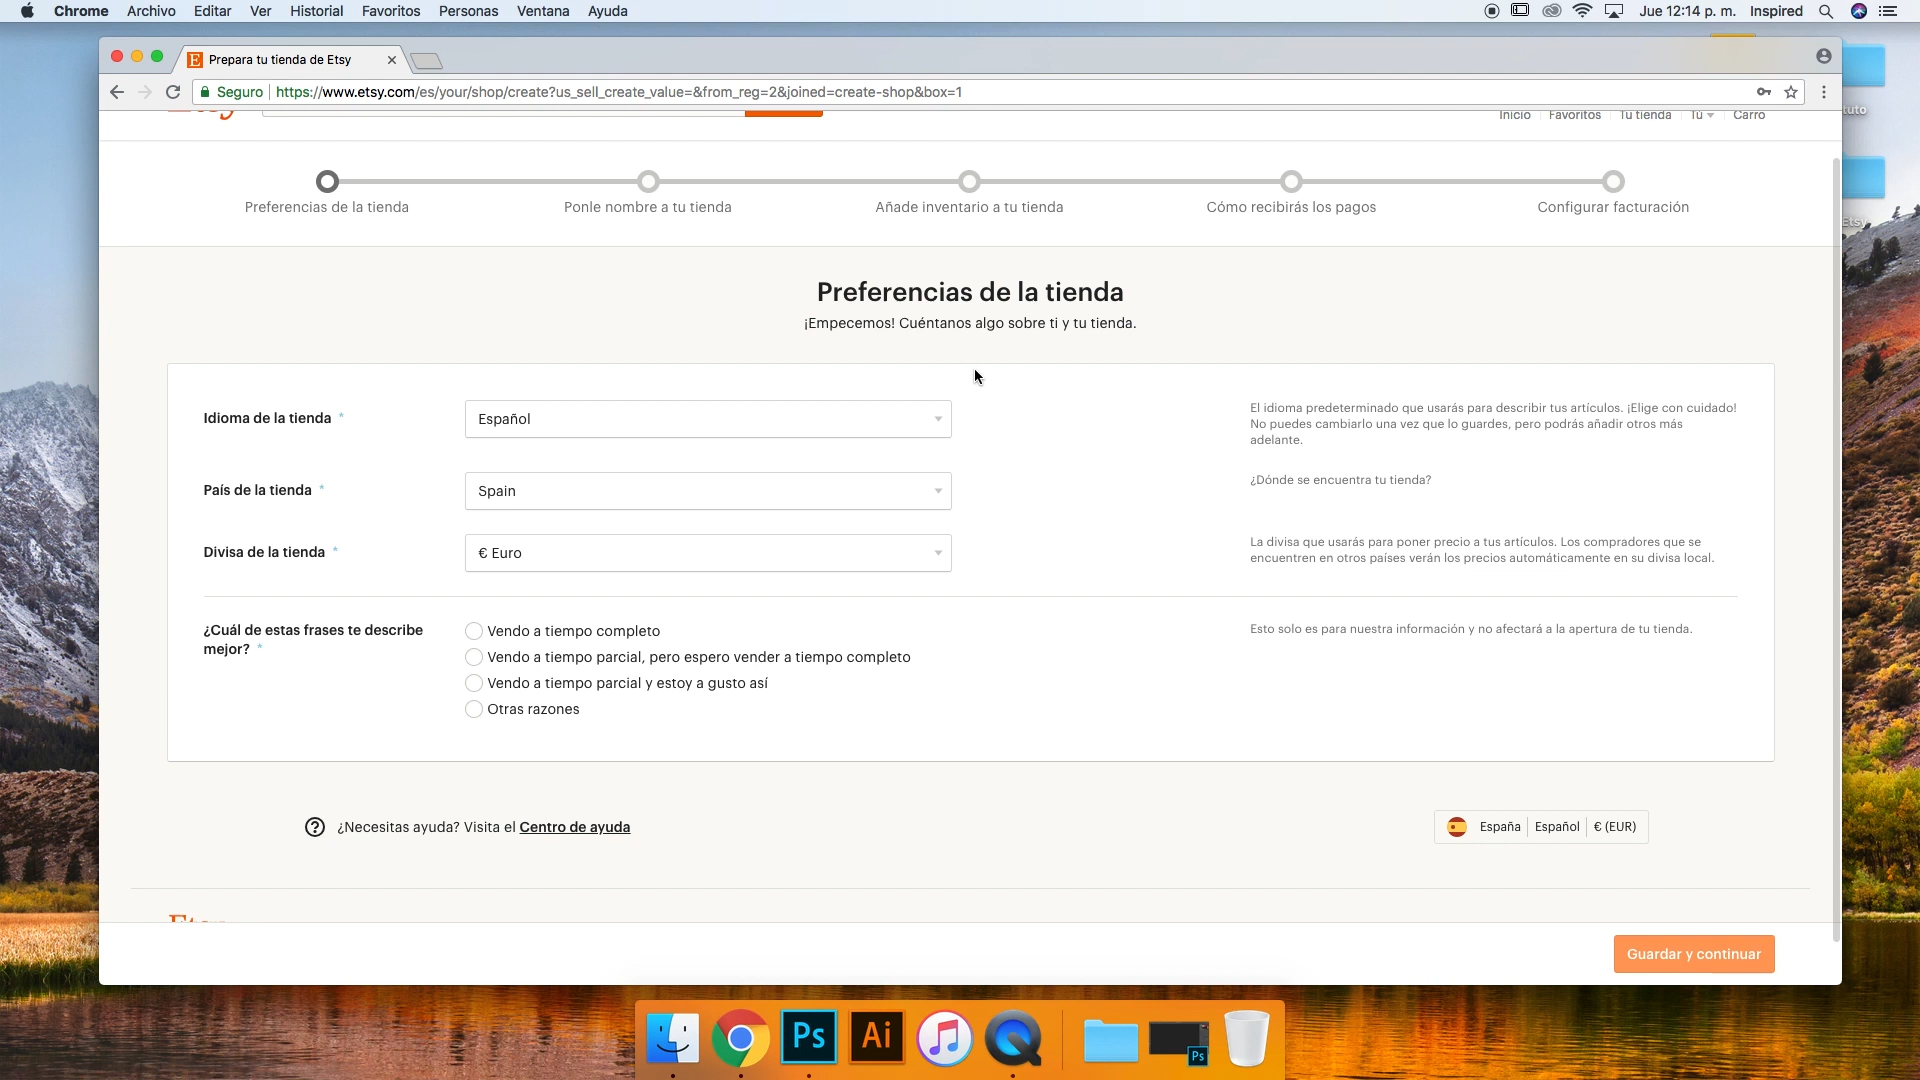 Chrome Archivo Editar Ver Historial Favoritos Personas Ventana Ayuda Jue 12:14 p. m. Inspired
Prepara tu tienda de Etsy
Seguro https://www.etsy.com/es/your/shop/create?us_sell_create_value=&from_reg=2&joined=create-shop&box=1
Etsy Inicio Favoritos Tu tienda Tú Carro
Preferencias de la tienda Ponle nombre a tu tienda Añade inventario a tu tienda Cómo recibirás los pagos Configurar facturación
Preferencias de la tienda
¡Empecemos! Cuéntanos algo sobre ti y tu tienda.
Idioma de la tienda *
Español
El idioma predeterminado que usarás para describir tus artículos. ¡Elige con cuidado!
No puedes cambiarlo una vez que lo guardes, pero podrás añadir otros más
adelante.
País de la tienda *
Spain
¿Dónde se encuentra tu tienda?
Divisa de la tienda *
€ Euro
La divisa que usarás para poner precio a tus artículos. Los compradores que se
encuentren en otros países verán los precios automáticamente en su divisa local.
¿Cuál de estas frases te describe
mejor? *
Vendo a tiempo completo
Vendo a tiempo parcial, pero espero vender a tiempo completo
Vendo a tiempo parcial y estoy a gusto así
Otras razones
Esto solo es para nuestra información y no afectará a la apertura de tu tienda.
¿Necesitas ayuda? Visita el Centro de ayuda
España Español € (EUR)
Guardar y continuar
Ps Ai Ps